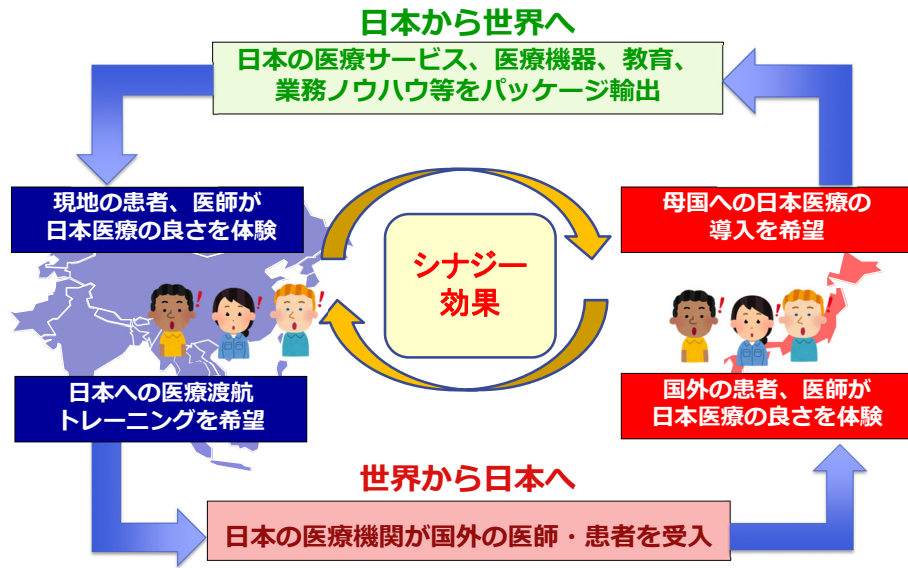 日本から世界へ
日本の医療サービス、医療機器、教育、
業務ノウハウ等をパッケージ輸出
現地の患者、医師が
日本医療の良さを体験
母国への日本医療の
導入を希望
シナジー
効果
日本への医療渡航
トレーニングを希望
国外の患者、医師が
日本医療の良さを体験
世界から日本へ
日本の医療機関が国外の医師・患者を受入